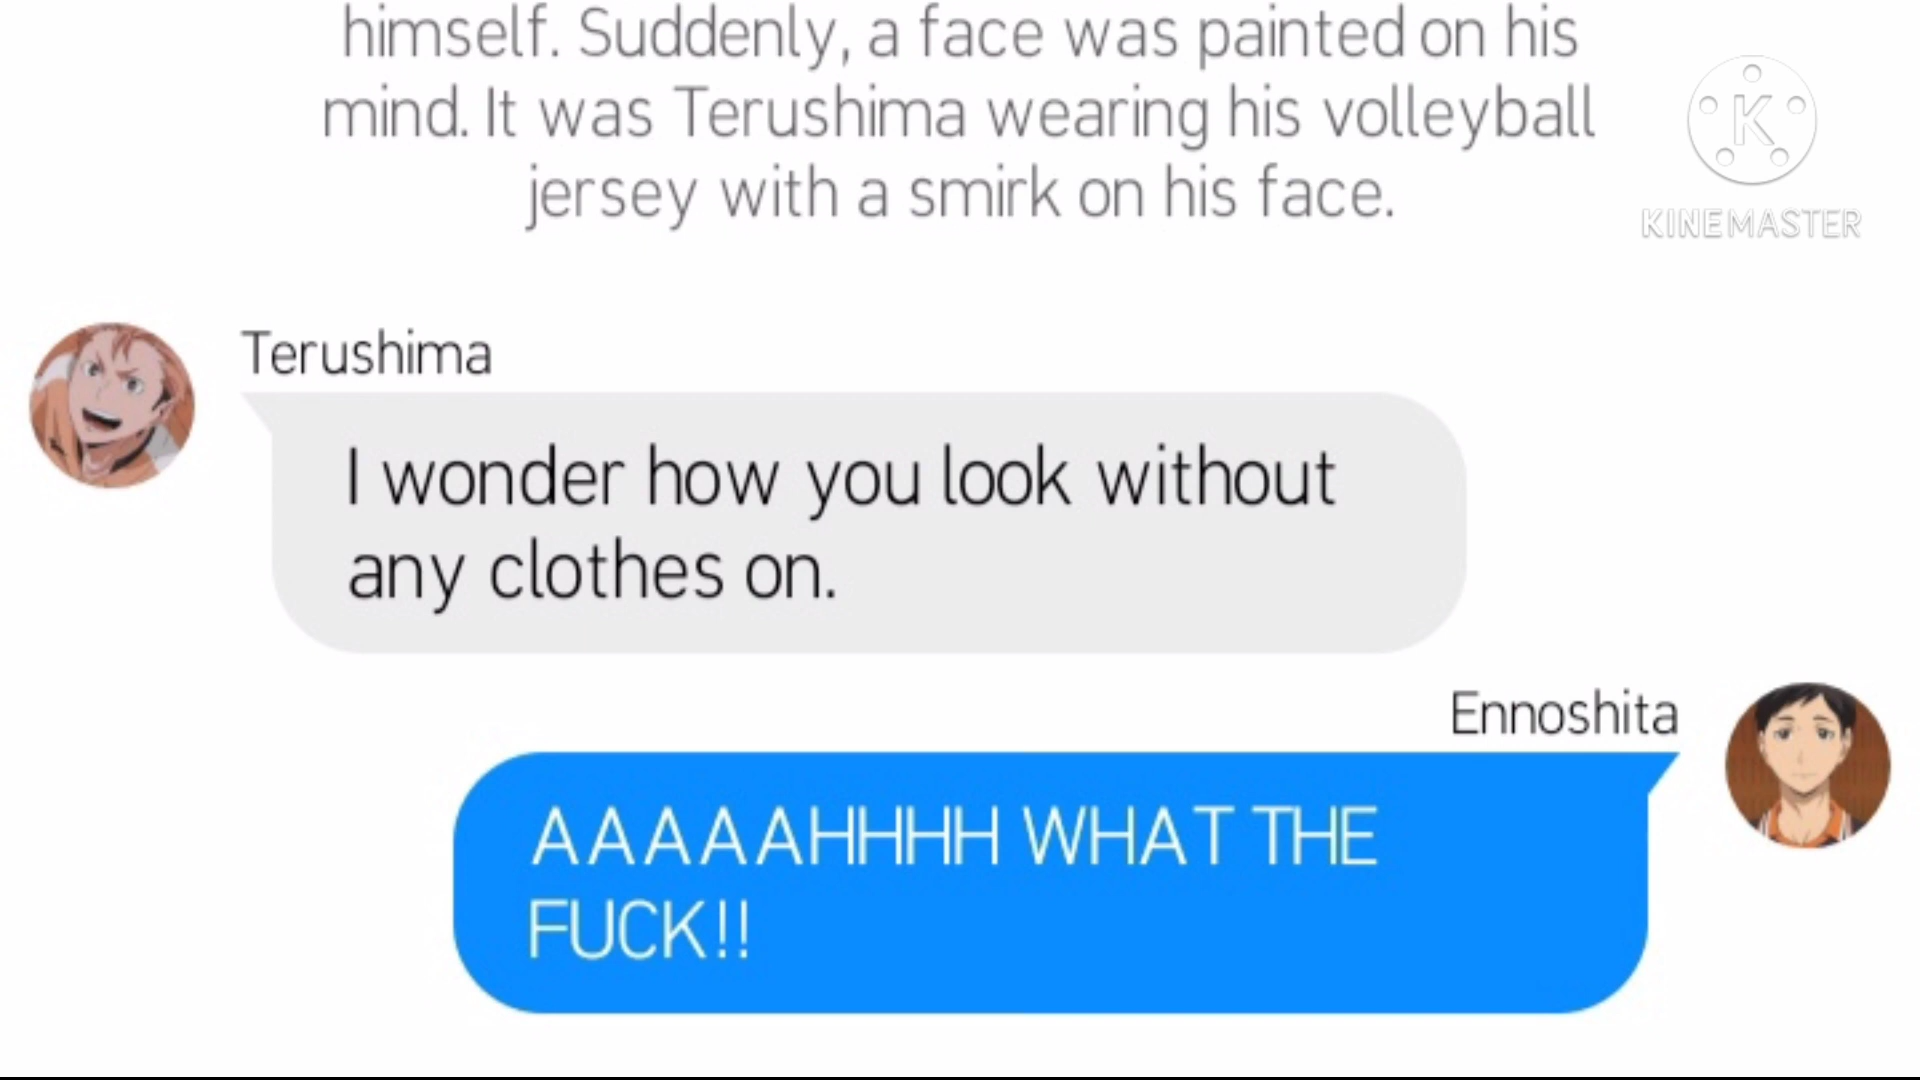 himself. Suddenly, a face was painted on his
mind. It was Terushima wearing his volleyball
jersey with a smirk on his face.
K
KINEMASTER
Terushima
I wonder how you look without
any clothes on.
Ennoshita
AAAAAHHHH WHAT THE
FUCK!!